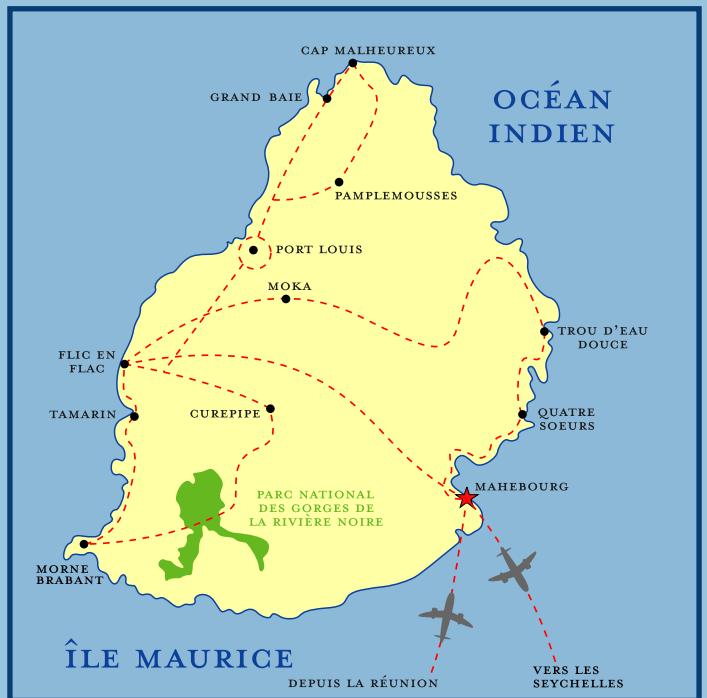 CAP MALHEUREUX
GRAND BAIE
OCÉAN
INDIEN
PAMPLEMOUSSES
PORT LOUIS
MOKA
TROU D'EAU
DOUCE
FLIC EN
FLAC
TAMARIN
CUREPIPE
QUATRE
SOEURS
MAHEBOURG
PARC NATIONAL
DES GORGES DE
LA RIVIÈRE NOIRE
MORNE
BRABANT
ÎLE MAURICE
DEPUIS LA RÉUNION
VERS LES
SEYCHELLES